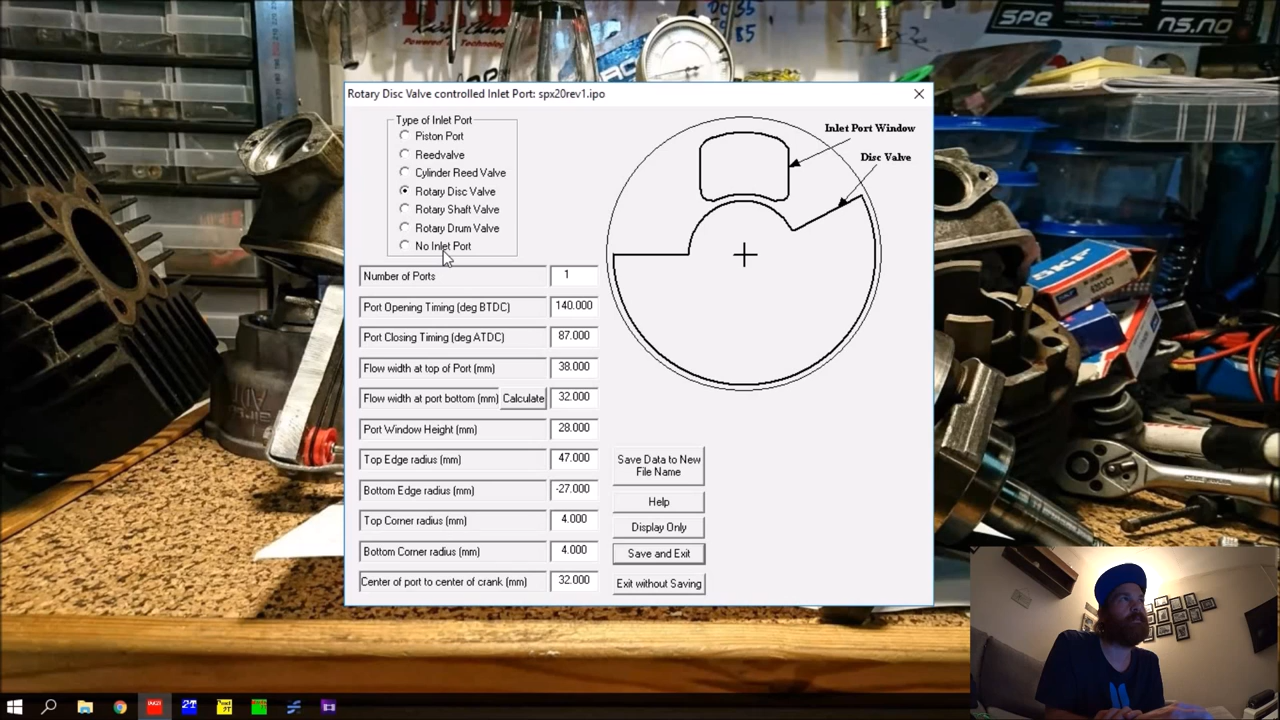 SPE
ns.no
Powered
Technolog
SKF
Rotary Disc Valve controlled Inlet Port: spx20rev1.ipo
Type of Inlet Port
Piston Port
Reedvalve
Cylinder Reed Valve
Rotary Disc Valve
Rotary Shaft Valve
Rotary Drum Valve
No Inlet Port
Inlet Port Window
Disc Valve
Number of Ports 1
Port Opening Timing (deg BTDC) 140.000
Port Closing Timing (deg ATDC) 87.000
Flow width at top of Port (mm) 38.000
Flow width at port bottom (mm) Calculate 32.000
Port Window Height (mm) 28.000
Top Edge radius (mm) 47.000
Bottom Edge radius (mm) -27.000
Top Corner radius (mm) 4.000
Bottom Corner radius (mm) 4.000
Center of port to center of crank (mm) 32.000
Save Data to New
File Name
Help
Display Only
Save and Exit
Exit without Saving
2T